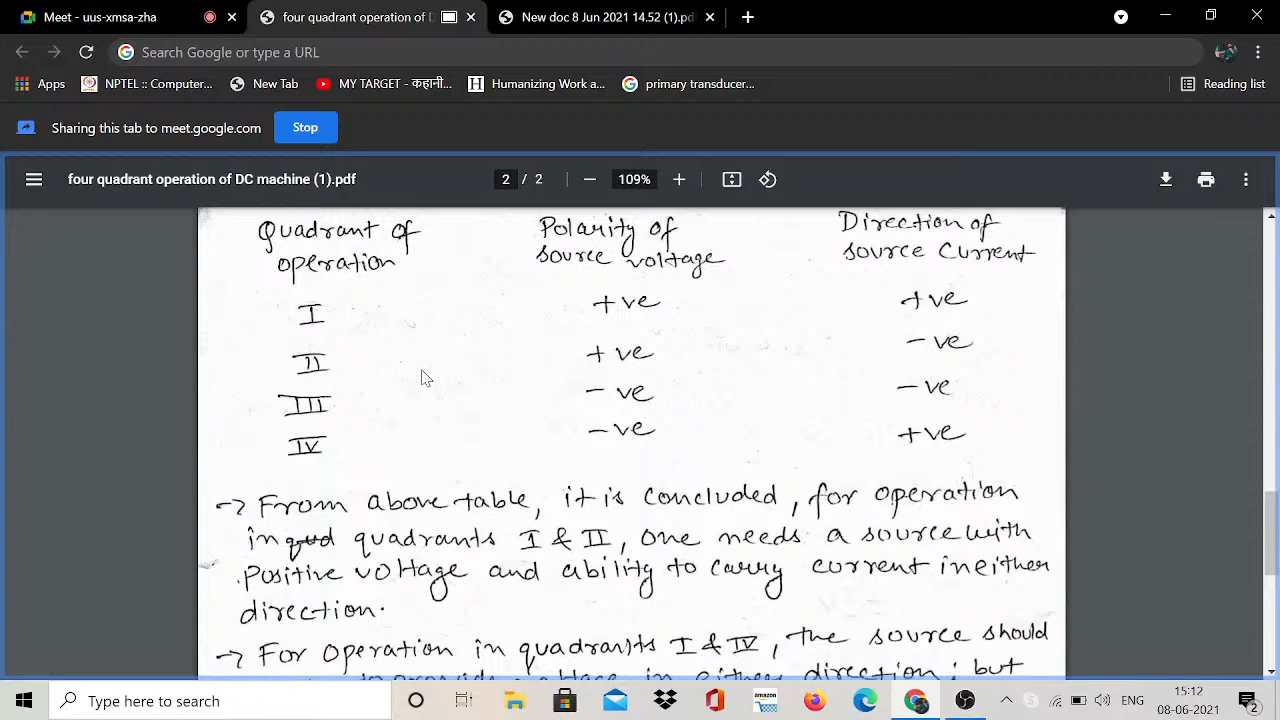 Meet - uus-xmsa-zha
four quadrant operation of D
New doc 8 Jun 2021 14.52 (1).pd
Search Google or type a URL
Apps
NPTEL :: Computer...
New Tab
MY TARGET - कहानी...
Humanizing Work a...
primary transducer...
Reading list
Sharing this tab to meet.google.com
Stop
four quadrant operation of DC machine (1).pdf
2 / 2
109%
Quadrant of operation
Polarity of source voltage
Direction of source Current
I +ve +ve
II +ve -ve
III -ve -ve
IV -ve +ve
→ From above table, it is concluded, for operation
in quadrants I & II, one needs a source with
Positive voltage and ability to carry current in either
direction.
→ For operation in quadrants I & IV, the source should
in either direction; but
Type here to search
amazon
ENG
15:12
08-06-2021
2